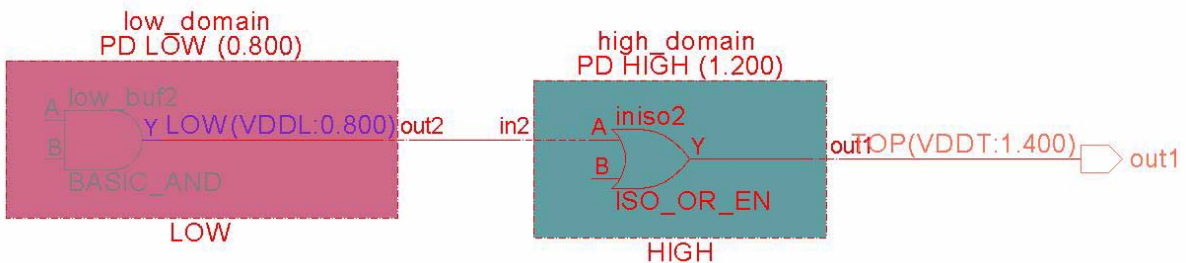 low_domain
PD LOW (0.800)
high_domain
PD HIGH (1.200)
low_buf2
A
B
Y
LOW(VDDL:0.800)
out2
in2
BASIC_AND
LOW
iniso2
A
B
Y
ISO_OR_EN
HIGH
out1
TOP(VDDT:1.400)
out1